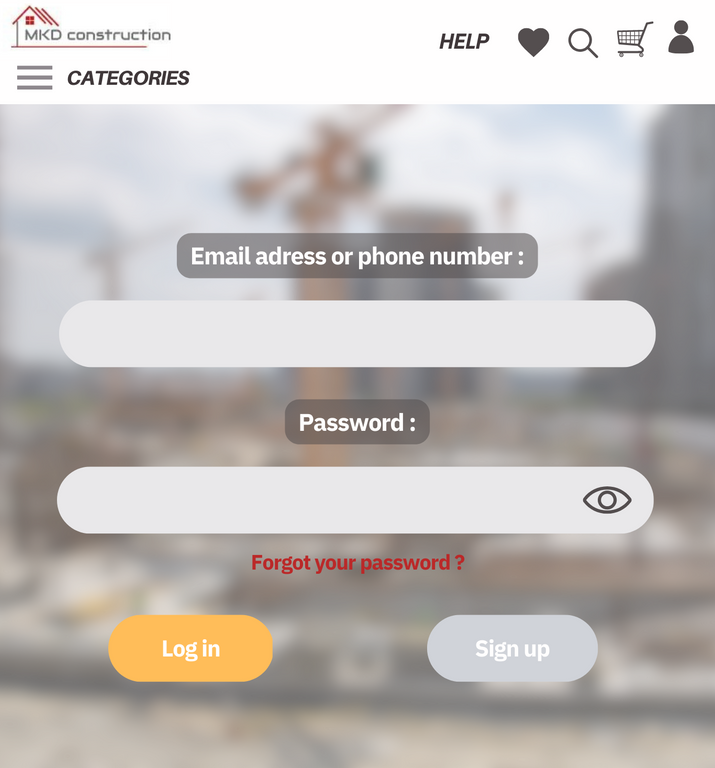 MKD construction
HELP
CATEGORIES
Email adress or phone number :
Password :
Forgot your password ?
Log in
Sign up